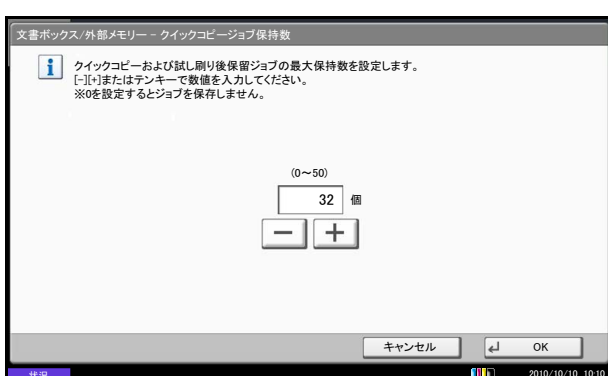 文書ボックス/外部メモリー - クイックコピージョブ保持数
クイックコピーおよび試し刷り後保留ジョブの最大保持数を設定します。
[-][+]またはテンキーで数値を入力してください。
※0を設定するとジョブを保存しません。
(0～50)
32 個
－ ＋
キャンセル OK
状況 2010/10/10 10:10